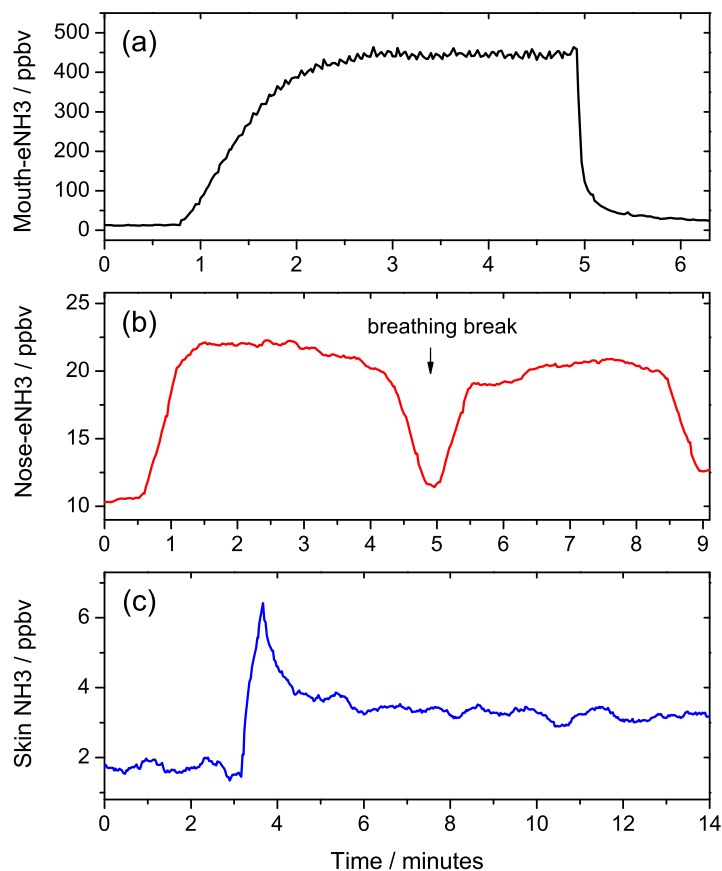 (a)
Mouth-eNH3 / ppbv
500
400
300
200
100
0
0 1 2 3 4 5 6
(b)
breathing break
Nose-eNH3 / ppbv
25
20
15
10
0 1 2 3 4 5 6 7 8 9
(c)
Skin NH3 / ppbv
6
4
2
0 2 4 6 8 10 12 14
Time / minutes